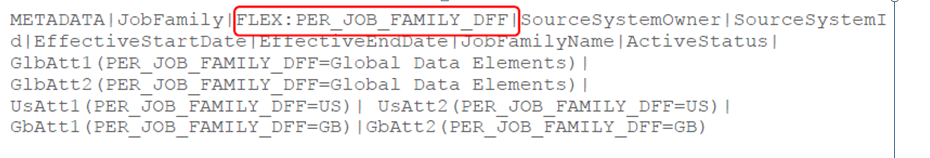 METADATA|JobFamily|FLEX:PER_JOB_FAMILY_DFF|SourceSystemOwner|SourceSystemI
d|EffectiveStartDate|EffectiveEndDate|JobFamilyName|ActiveStatus|
GlbAtt1(PER_JOB_FAMILY_DFF=Global Data Elements)|
GlbAtt2(PER_JOB_FAMILY_DFF=Global Data Elements)|
UsAtt1(PER_JOB_FAMILY_DFF=US)| UsAtt2(PER_JOB_FAMILY_DFF=US)|
GbAtt1(PER_JOB_FAMILY_DFF=GB)|GbAtt2(PER_JOB_FAMILY_DFF=GB)